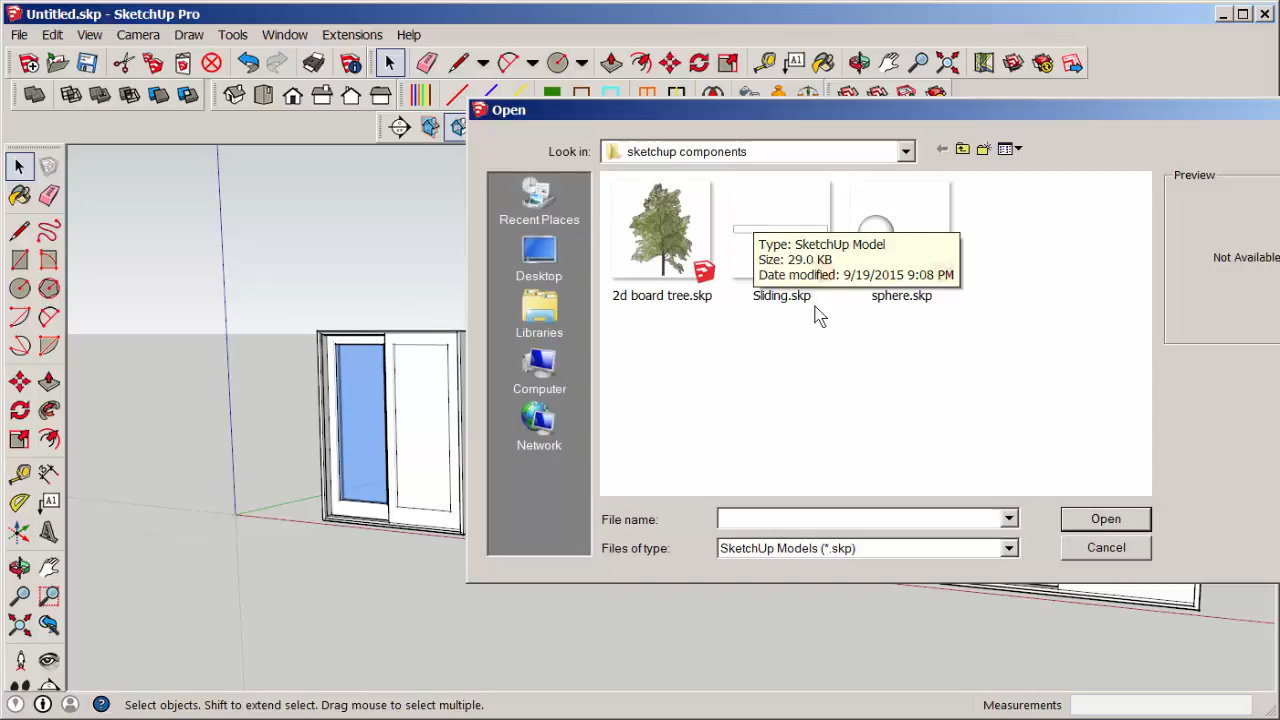 Untitled.skp - SketchUp Pro
File Edit View Camera Draw Tools Window Extensions Help
Open
Look in: sketchup components
Recent Places
Desktop
Libraries
Computer
Network
Type: SketchUp Model
Size: 29.0 KB
Date modified: 9/19/2015 9:08 PM
2d board tree.skp Sliding.skp sphere.skp
Preview
Not Available
File name:
Open
Files of type: SketchUp Models (*.skp)
Cancel
A1
A1
Select objects. Shift to extend select. Drag mouse to select multiple.
Measurements